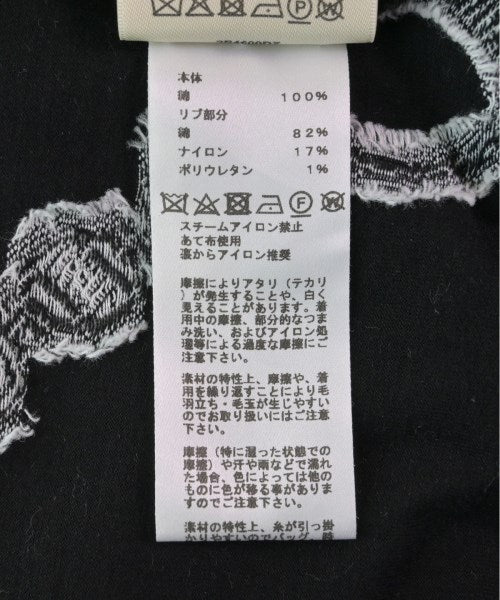 本体
綿 100%
リブ部分
綿 82%
ナイロン 17%
ポリウレタン 1%
スチームアイロン禁止
あて布使用
裏からアイロン推奨
摩擦によりアタリ（テカリ
）が発生することや、白く
見えることがあります。着
用中の摩擦、部分的なつま
み洗い、およびアイロン処
理等による過度な摩擦にご
注意下さい。
素材の特性上、摩擦や、着
用を繰り返すことにより毛
羽立ち・毛玉が生じやすい
のでお取り扱いにはご注意
下さい。
摩擦（特に湿った状態での
摩擦）や汗や雨などで濡れ
た場合、色によっては他の
ものに色が移る事がありま
すのでご注意下さい。
素材の特性上、糸が引っ掛
かりやすいのでバッグ、時